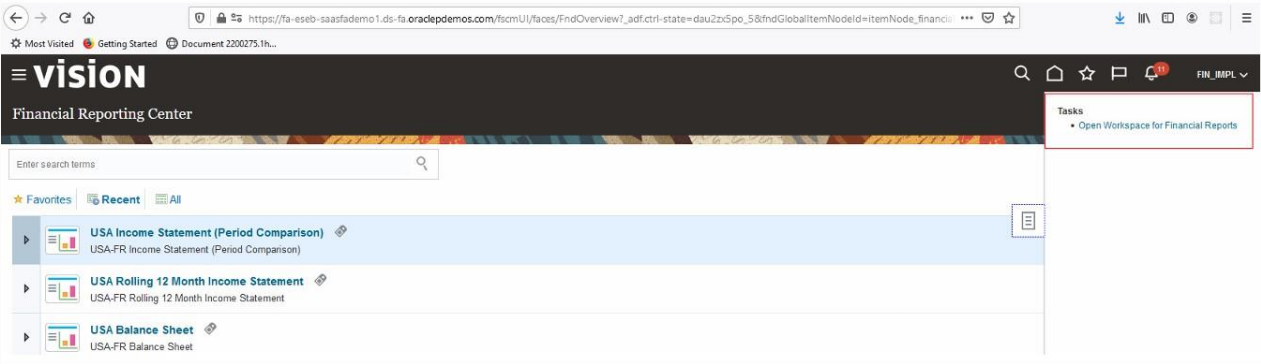 https://fa-eseb-saasfademo1.ds-fa.oraclepdemos.com/fscmUI/faces/FndOverview?_adf.ctrl-state=dau2zx5po_5&fndGlobalItemNodeId=itemNode_financia
Most Visited Getting Started Document 2200275.1h...
vision
11
FIN_IMPL
Financial Reporting Center
Tasks
Open Workspace for Financial Reports
Enter search terms
Favorites Recent All
USA Income Statement (Period Comparison)
USA-FR Income Statement (Period Comparison)
USA Rolling 12 Month Income Statement
USA-FR Rolling 12 Month Income Statement
USA Balance Sheet
USA-FR Balance Sheet